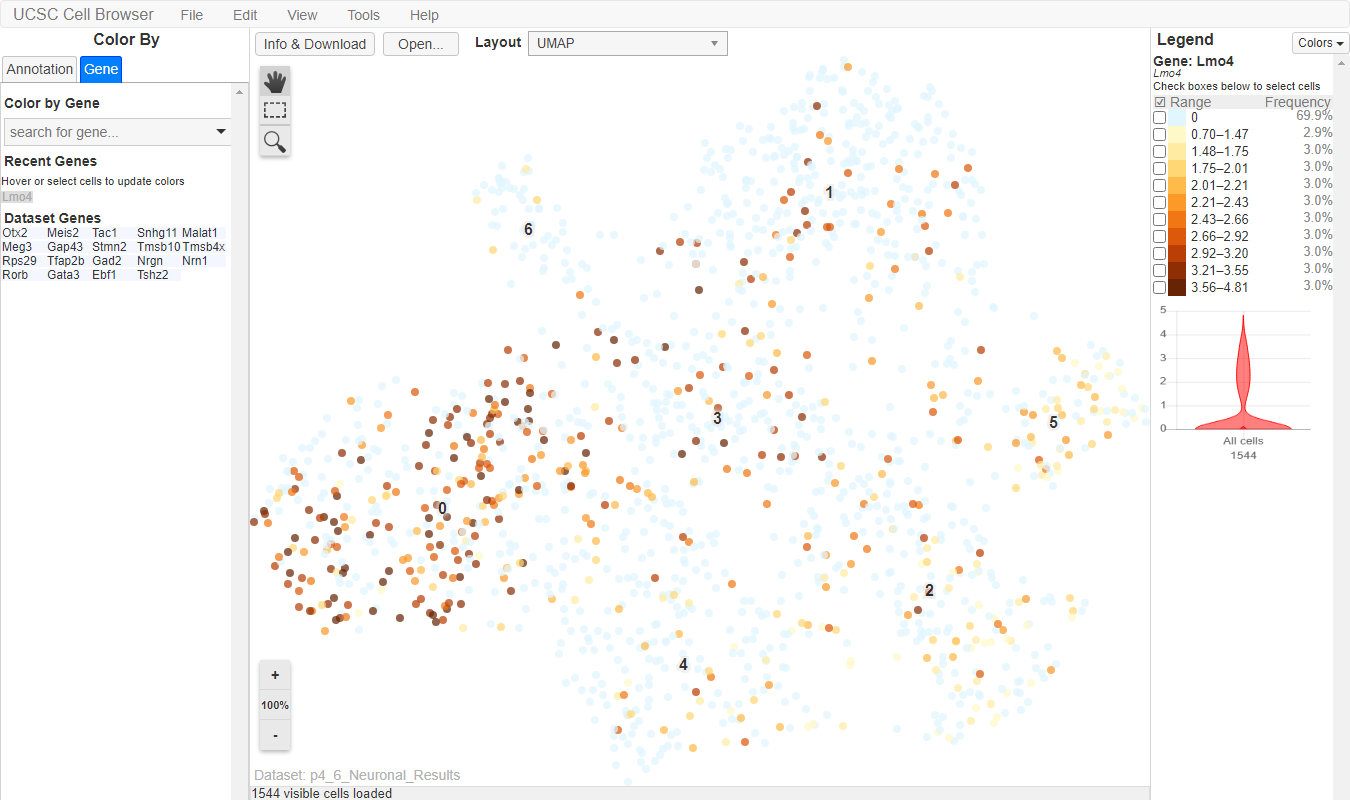 UCSC Cell Browser File Edit View Tools Help
Color By
Annotation Gene
Color by Gene
search for gene...
Recent Genes
Hover or select cells to update colors
Lmo4
Dataset Genes
Otx2 Meis2 Tac1 Snhg11 Malat1
Meg3 Gap43 Stmn2 Tmsb10 Tmsb4x
Rps29 Tfap2b Gad2 Nrgn Nrn1
Rorb Gata3 Ebf1 Tshz2
Info & Download Open... Layout UMAP
1
6
3
5
0
2
4
+
100%
-
Dataset: p4_6_Neuronal_Results
1544 visible cells loaded
Legend Colors
Gene: Lmo4
Lmo4
Check boxes below to select cells
Range Frequency
0 69.9%
0.70–1.47 2.9%
1.48–1.75 3.0%
1.75–2.01 3.0%
2.01–2.21 3.0%
2.21–2.43 3.0%
2.43–2.66 3.0%
2.66–2.92 3.0%
2.92–3.20 3.0%
3.21–3.55 3.0%
3.56–4.81 3.0%
5
4
3
2
1
0
All cells
1544